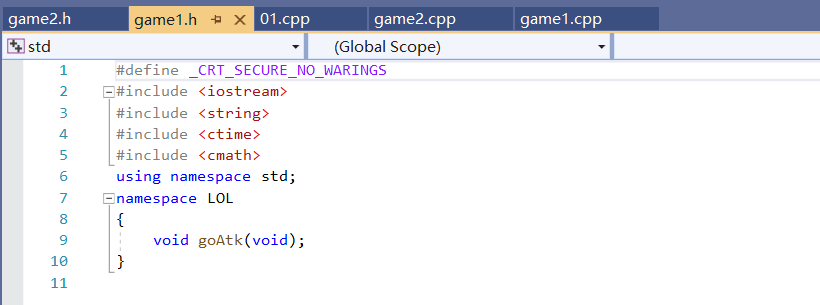 game2.h game1.h 01.cpp game2.cpp game1.cpp
std (Global Scope)
1 #define _CRT_SECURE_NO_WARINGS
2 #include <iostream>
3 #include <string>
4 #include <ctime>
5 #include <cmath>
6 using namespace std;
7 namespace LOL
8 {
9 void goAtk(void);
10 }
11